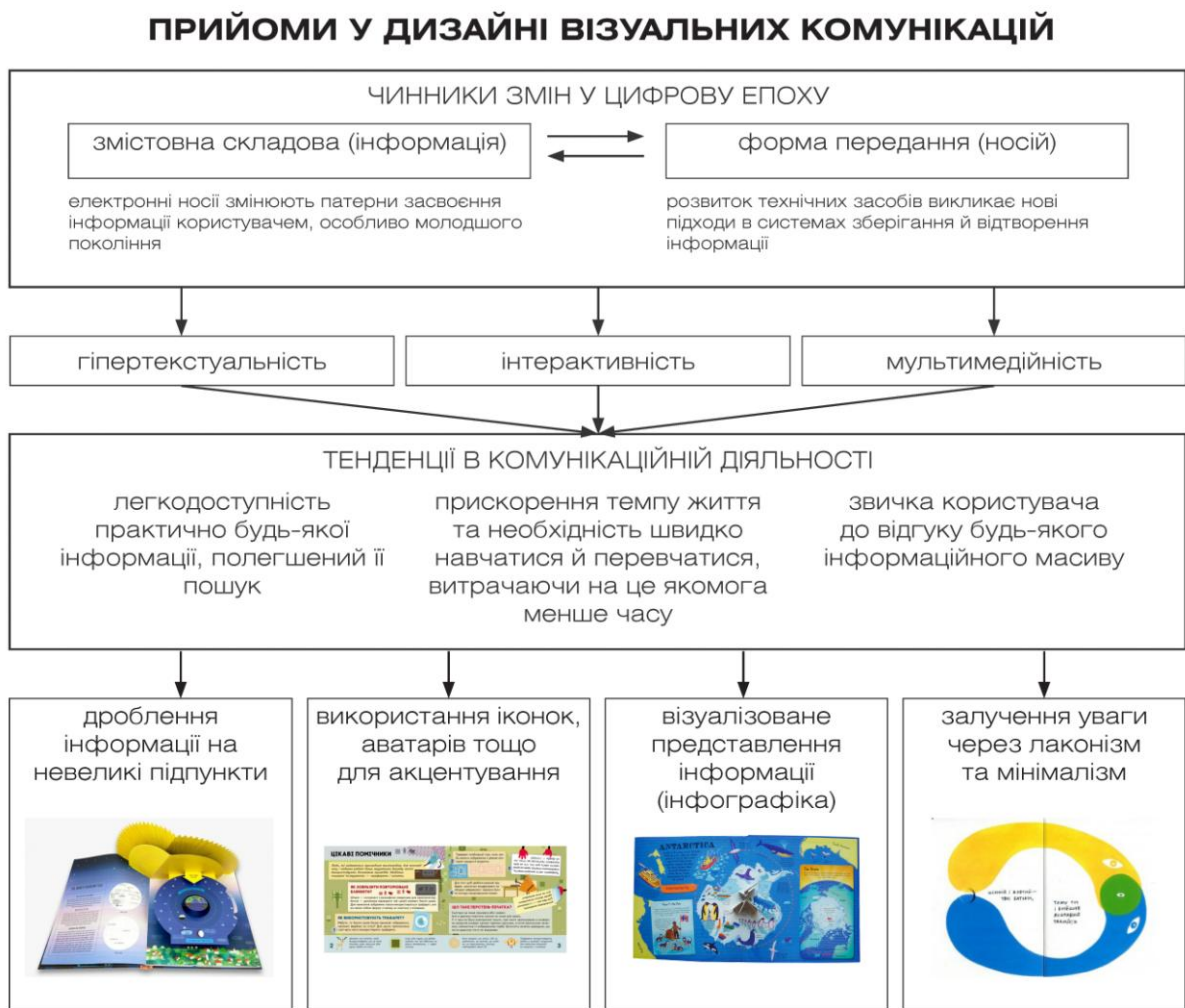 ПРИЙОМИ У ДИЗАЙНІ ВІЗУАЛЬНИХ КОМУНІКАЦІЙ
ЧИННИКИ ЗМІН У ЦИФРОВУ ЕПОХУ
змістовна складова (інформація)
форма передання (носій)
електронні носії змінюють патерни засвоєння
інформації користувачем, особливо молодшого
покоління
розвиток технічних засобів викликає нові
підходи в системах зберігання й відтворення
інформації
гіпертекстуальність
інтерактивність
мультимедійність
ТЕНДЕНЦІЇ В КОМУНІКАЦІЙНІЙ ДІЯЛЬНОСТІ
легкодоступність
практично будь-якої
інформації, полегшений її
пошук
прискорення темпу життя
та необхідність швидко
навчатися й перевчатися,
витрачаючи на це якомога
менше часу
звичка користувача
до відгуку будь-якого
інформаційного масиву
дроблення
інформації на
невеликі підпункти
використання іконок,
аватарів тощо
для акцентування
ЦІКАВІ ПОМІЧНИКИ
візуалізоване
представлення
інформації
(інфографіка)
ANTARCTICA
залучення уваги
через лаконізм
та мінімалізм